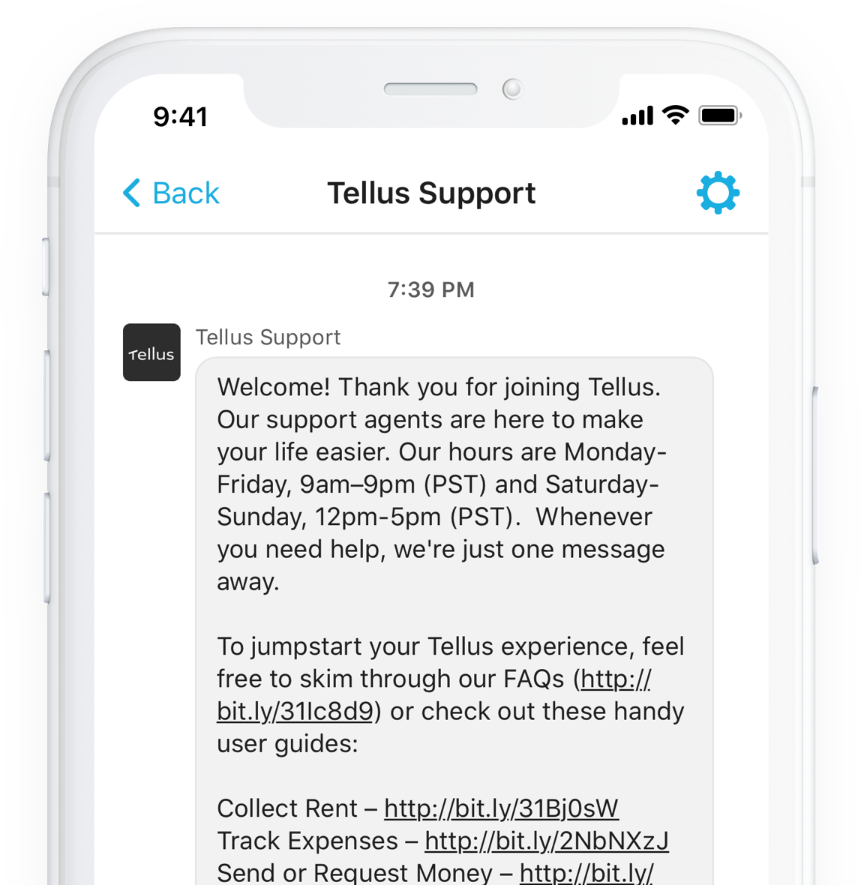 9:41
Back
Tellus Support
7:39 PM
Tellus Support
Tellus
Welcome! Thank you for joining Tellus.
Our support agents are here to make
your life easier. Our hours are Monday-
Friday, 9am–9pm (PST) and Saturday-
Sunday, 12pm-5pm (PST).  Whenever
you need help, we're just one message
away.
To jumpstart your Tellus experience, feel
free to skim through our FAQs (http://
bit.ly/31Ic8d9) or check out these handy
user guides:
Collect Rent – http://bit.ly/31Bj0sW
Track Expenses – http://bit.ly/2NbNXzJ
Send or Request Money – http://bit.ly/